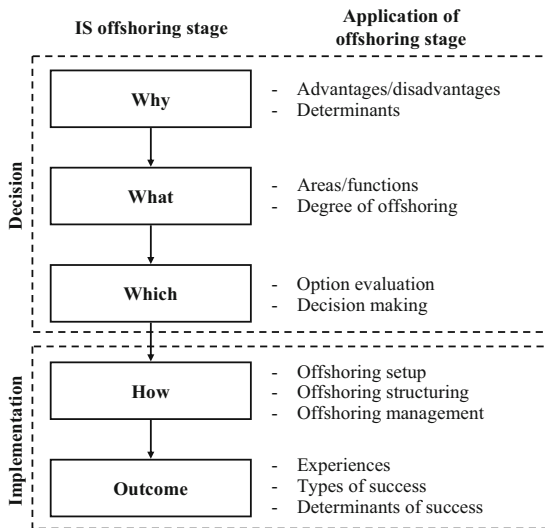 IS offshoring stage
Application of
offshoring stage
Decision
Why
- Advantages/disadvantages
- Determinants
What
- Areas/functions
- Degree of offshoring
Which
- Option evaluation
- Decision making
Implementation
How
- Offshoring setup
- Offshoring structuring
- Offshoring management
Outcome
- Experiences
- Types of success
- Determinants of success